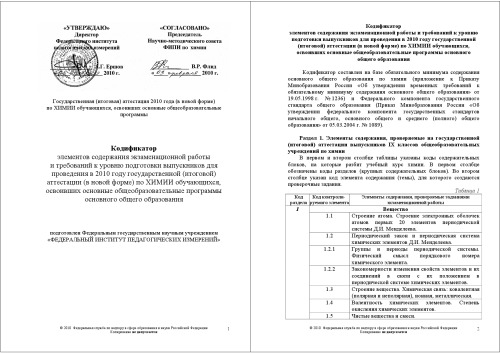 «УТВЕРЖДАЮ»
Директор
Федерального института
педагогических измерений
А.Г. Ершов
2010 г.
«СОГЛАСОВАНО»
Председатель
Научно-методического совета
ФИПИ по химии
2010 г.
Государственная (итоговая) аттестация 2010 года (в новой форме)
по ХИМИИ обучающихся, освоивших основные общеобразовательные
программы
Кодификатор
элементов содержания экзаменационной работы
и требований к уровню подготовки выпускников для
проведения в 2010 году государственной (итоговой)
аттестации (в новой форме) по ХИМИИ обучающихся,
освоивших основные общеобразовательные программы
основного общего образования
подготовлен Федеральным государственным научным учреждением
«ФЕДЕРАЛЬНЫЙ ИНСТИТУТ ПЕДАГОГИЧЕСКИХ ИЗМЕРЕНИЙ»
© 2010 Федеральная служба по надзору в сфере образования и науки Российской Федерации
Копирование не допускается
1
Кодификатор
элементов содержания экзаменационной работы и требований к уровню
подготовки выпускников для проведения в 2010 году государственной
(итоговой) аттестации (в новой форме) по ХИМИИ обучающихся,
освоивших основные общеобразовательные программы основного
общего образования
Кодификатор составлен на базе обязательного минимума содержания
основного общего образования по химии (приложение к Приказу
Минобразования России «Об утверждении временных требований к
обязательному минимуму содержания основного общего образования» от
19.05.1998 г. №1236) и Федерального компонента государственного
стандарта общего образования (Приказ Минобразования России «Об
утверждении федерального компонента государственных стандартов
начального общего, основного общего и среднего (полного) общего
образования» от 05.03.2004 г. № 1089).
Раздел 1. Элементы содержания, проверяемые на государственной
(итоговой) аттестации выпускников IX классов общеобразовательных
учреждений по химии
В первом и втором столбце таблицы указаны коды содержательных
блоков, на которые разбит учебный курс химии. В первом столбце
обозначены коды разделов (крупных содержательных блоков). Во втором
столбце указан код элемента содержания (темы), для которого создаются
проверочные задания.
Таблица 1
Код раздела
Код контролируемого элемента
Элементы содержания, проверяемые заданиями экзаменационной работы
1 Вещество
1.1 Строение атома. Строение электронных оболочек
атомов первых 20 элементов периодической
системы Д.И. Менделеева.
1.2 Периодический закон и периодическая система
химических элементов Д.И. Менделеева.
1.2.1 Группы и периоды периодической системы.
Физический смысл порядкового номера
химического элемента.
1.2.2 Закономерности изменения свойств элементов и их
соединений в связи с их положением в
периодической системе химических элементов.
1.3 Строение вещества. Химическая связь: ковалентная
(полярная и неполярная), ионная, металлическая.
1.4 Валентность химических элементов. Степень
окисления химических элементов.
1.5 Чистые вещества и смеси.
© 2010 Федеральная служба по надзору в сфере образования и науки Российской Федерации
Копирование не допускается
2